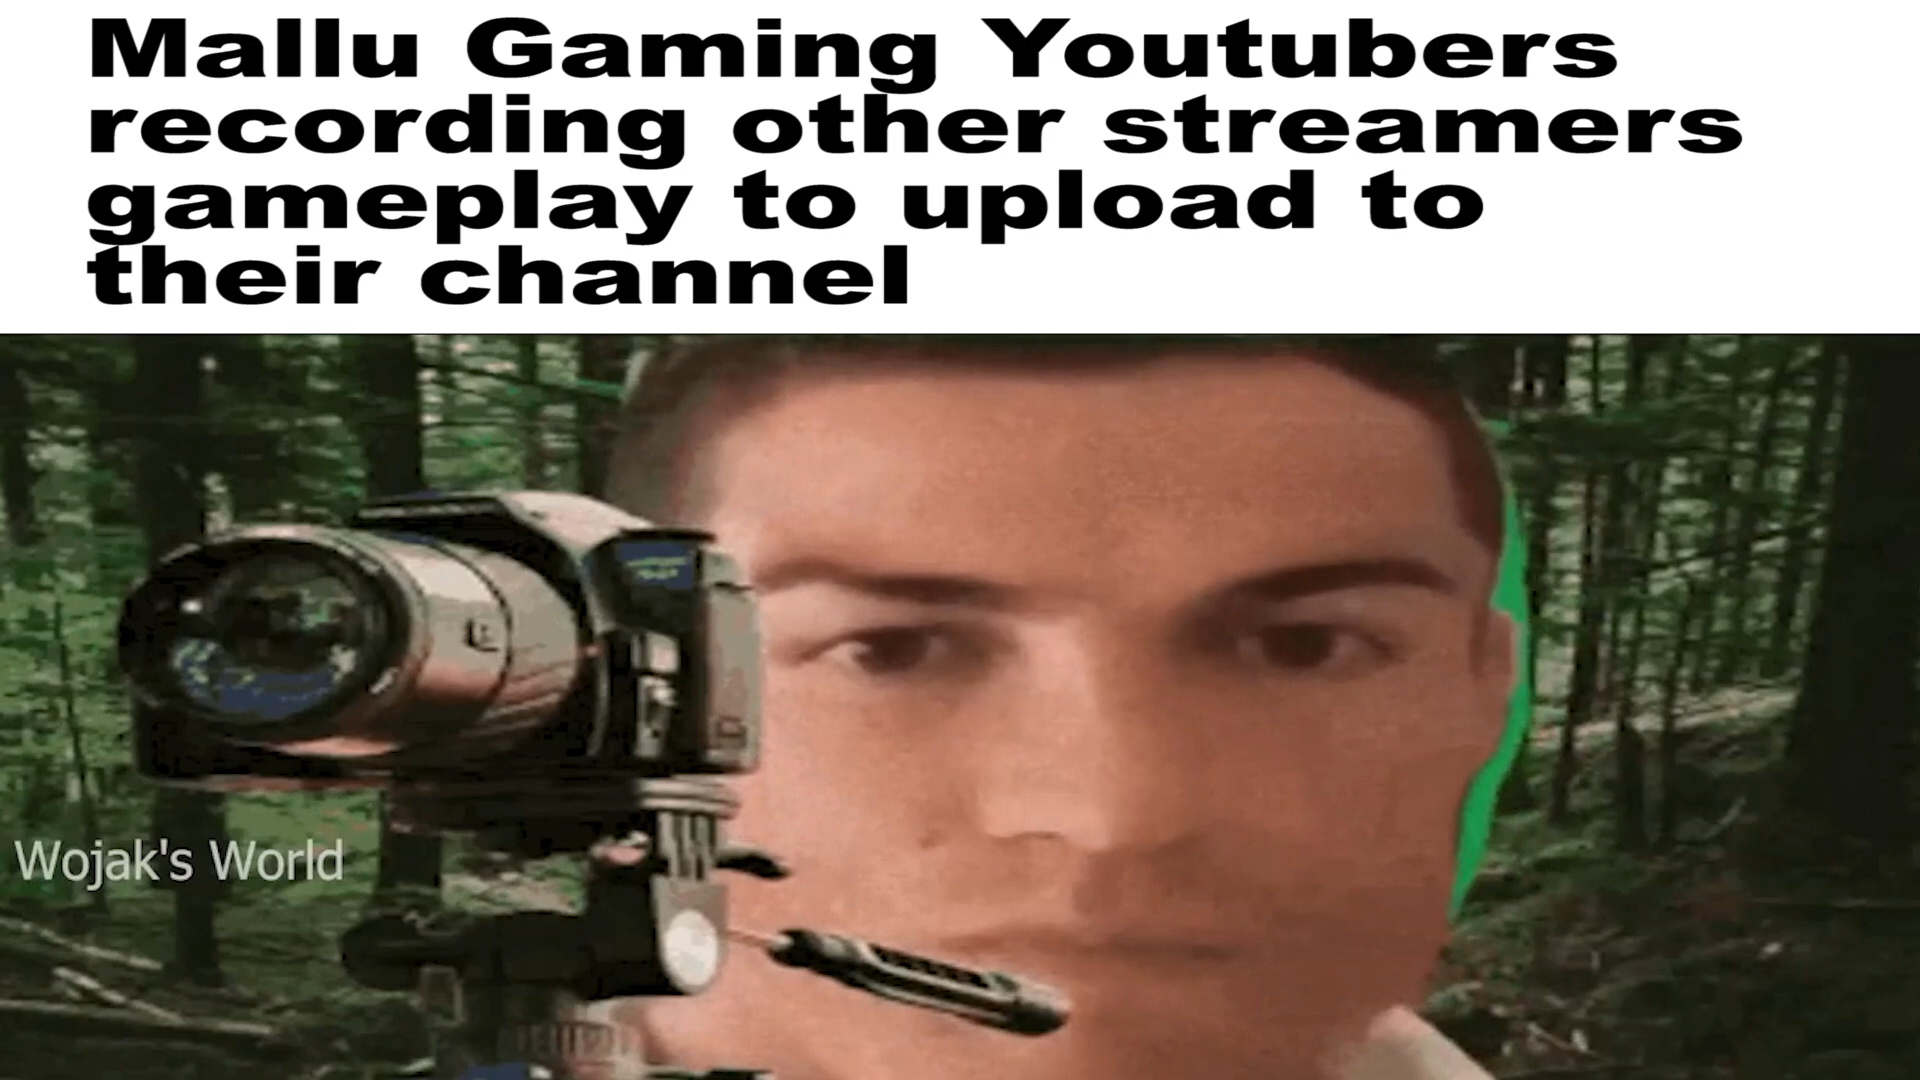 Mallu Gaming Youtubers
recording other streamers
gameplay to upload to
their channel
Wojak's World